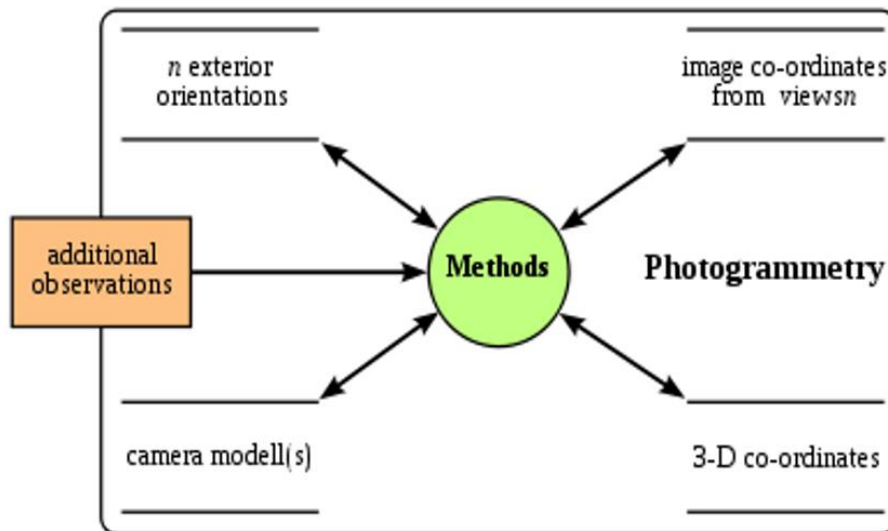 n exterior
orientations
image co-ordinates
from viewsn
additional
observations
Methods
Photogrammetry
camera modell(s)
3-D co-ordinates